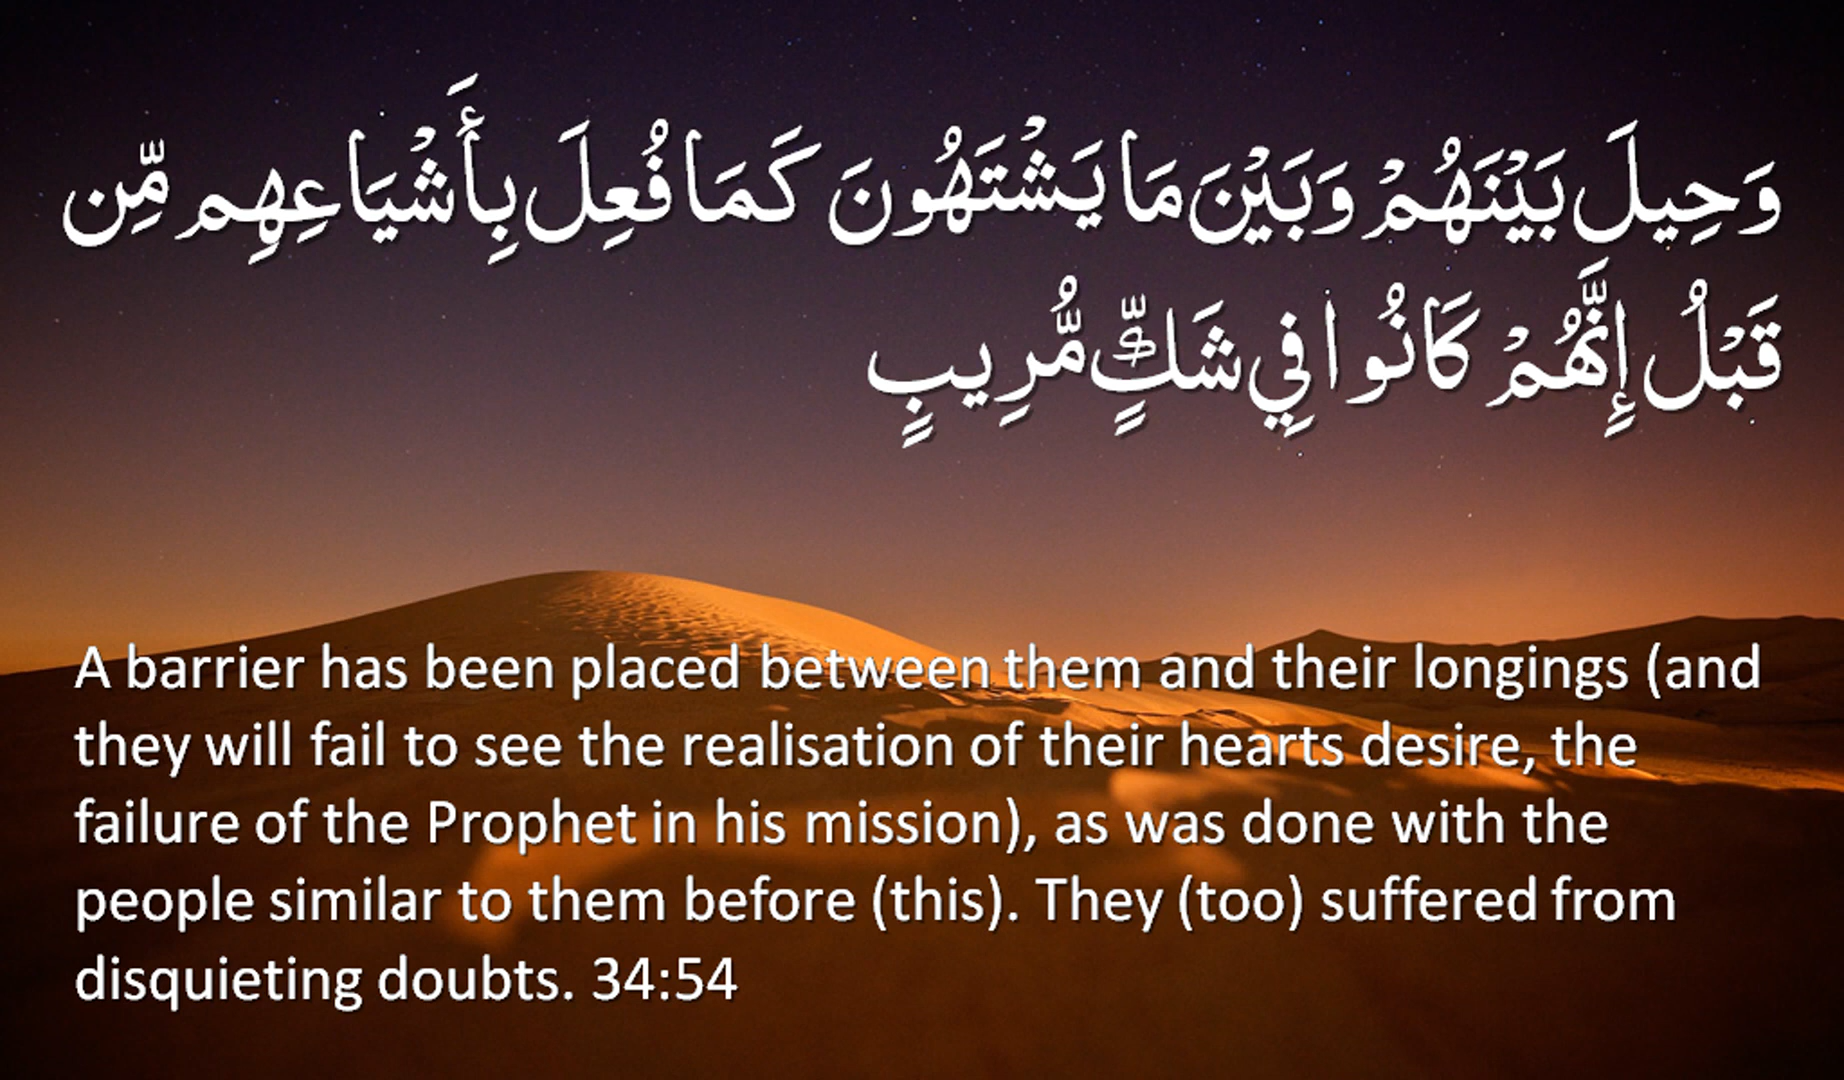 وَحِيلَ بَيْنَهُمْ وَبَيْنَ مَا يَشْتَهُونَ كَمَا فُعِلَ بِأَشْيَاعِهِم مِّن
قَبْلُ إِنَّهُمْ كَانُوا فِي شَكٍّ مُّرِيبٍ
A barrier has been placed between them and their longings (and
they will fail to see the realisation of their hearts desire, the
failure of the Prophet in his mission), as was done with the
people similar to them before (this). They (too) suffered from
disquieting doubts. 34:54